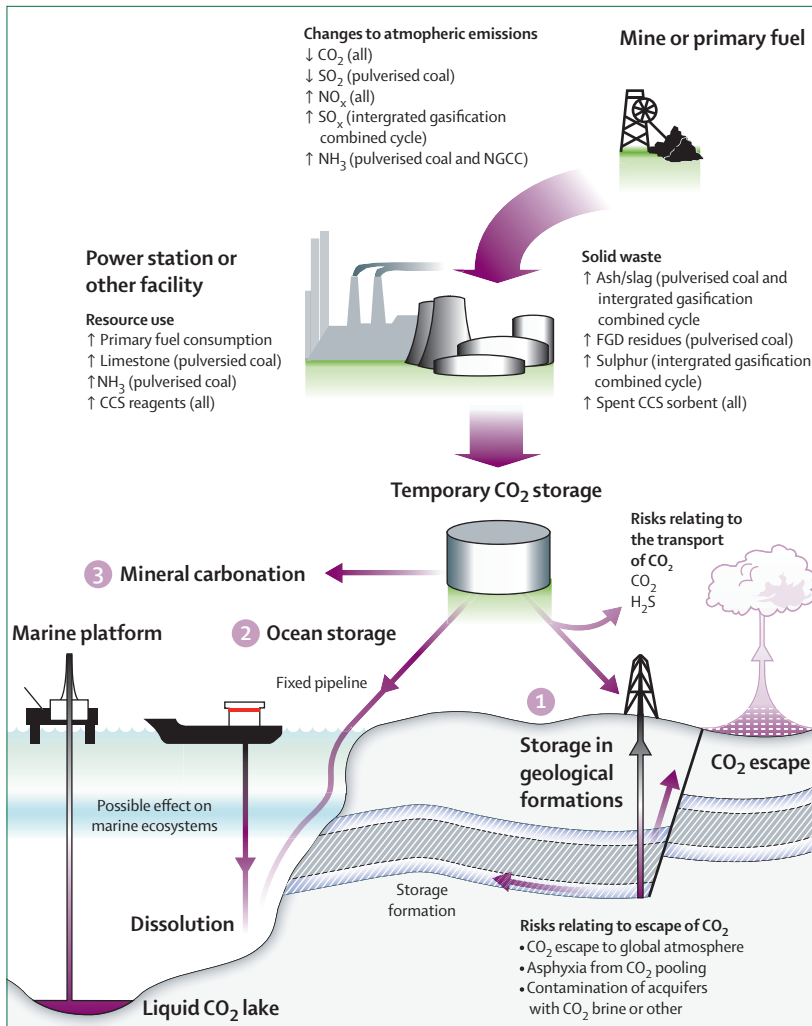 Changes to atmopheric emissions
↓ CO₂ (all)
↓ SO₂ (pulverised coal)
↑ NOₓ (all)
↑ SOₓ (intergrated gasification
combined cycle)
↑ NH₃ (pulverised coal and NGCC)
Mine or primary fuel
Power station or
other facility
Resource use
↑ Primary fuel consumption
↑ Limestone (pulversied coal)
↑NH₃ (pulverised coal)
↑ CCS reagents (all)
Solid waste
↑ Ash/slag (pulverised coal and
intergrated gasification
combined cycle
↑ FGD residues (pulverised coal)
↑ Sulphur (intergrated gasification
combined cycle)
↑ Spent CCS sorbent (all)
Temporary CO₂ storage
Risks relating to
the transport
of CO₂
CO₂
H₂S
3 Mineral carbonation
2 Ocean storage
Marine platform
Fixed pipeline
1
Storage in
geological
formations
CO₂ escape
Possible effect on
marine ecosystems
Storage
formation
Dissolution
Risks relating to escape of CO₂
• CO₂ escape to global atmosphere
• Asphyxia from CO₂ pooling
• Contamination of acquifers
with CO₂ brine or other
Liquid CO₂ lake